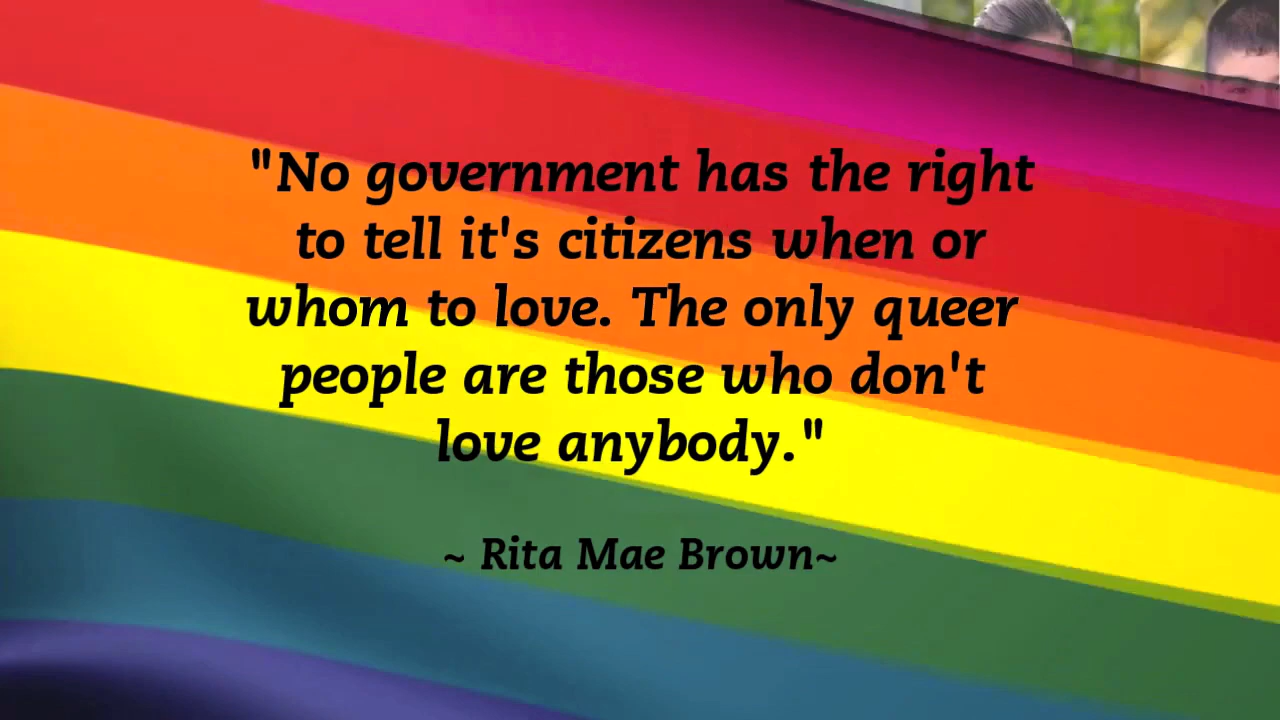 "No government has the right
to tell it's citizens when or
whom to love. The only queer
people are those who don't
love anybody."
~ Rita Mae Brown~